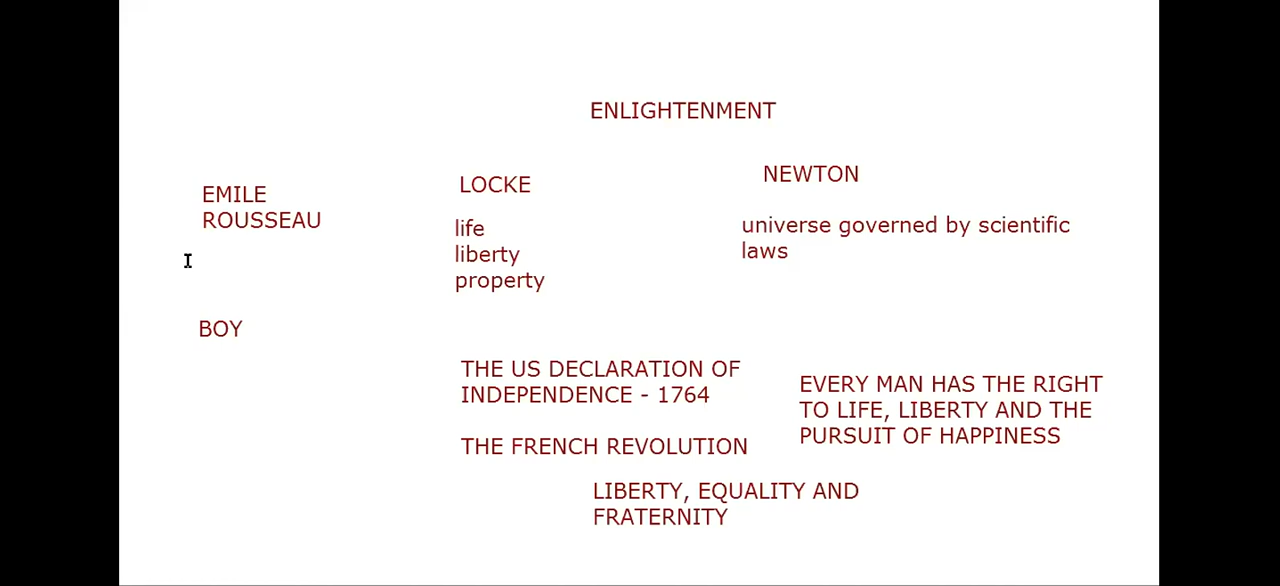 ENLIGHTENMENT
EMILE
ROUSSEAU
BOY
LOCKE
life
liberty
property
NEWTON
universe governed by scientific
laws
THE US DECLARATION OF
INDEPENDENCE - 1764
THE FRENCH REVOLUTION
EVERY MAN HAS THE RIGHT
TO LIFE, LIBERTY AND THE
PURSUIT OF HAPPINESS
LIBERTY, EQUALITY AND
FRATERNITY